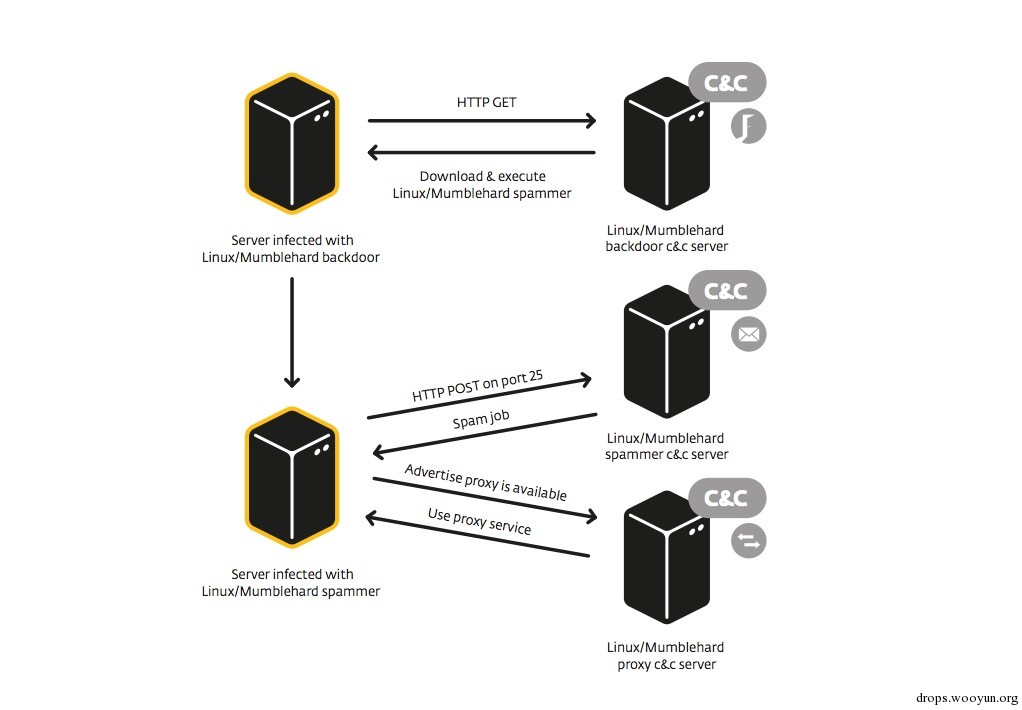 C&C
HTTP GET
Download & execute
Linux/Mumblehard spammer
Linux/Mumblehard
backdoor c&c server
Server infected with
Linux/Mumblehard backdoor
C&C
HTTP POST on port 25
Spam job
Linux/Mumblehard
spammer c&c server
Advertise proxy is available
Use proxy service
C&C
Server infected with
Linux/Mumblehard spammer
Linux/Mumblehard
proxy c&c server
drops.wooyun.org